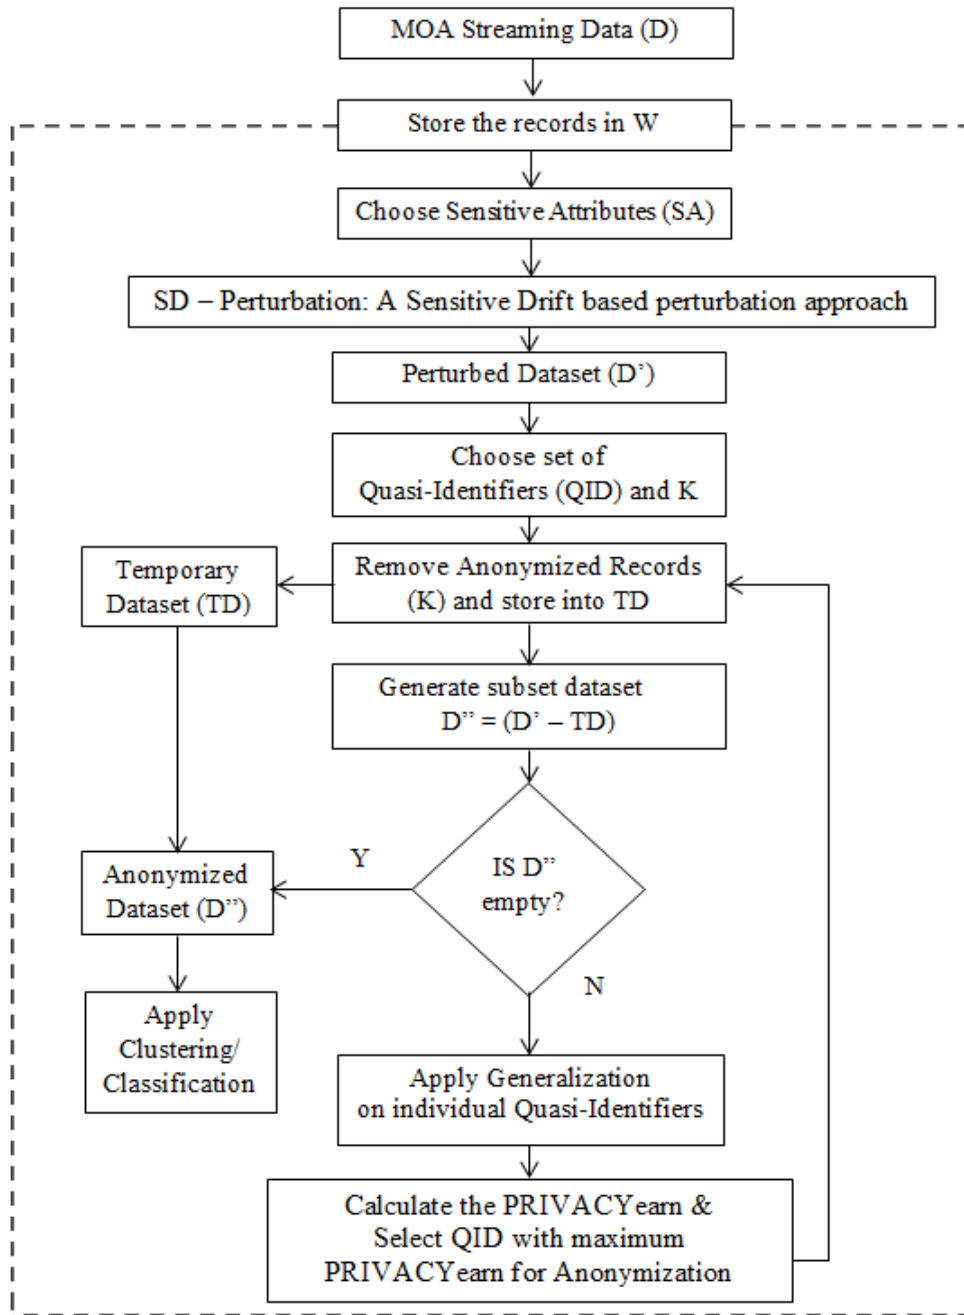 MOA Streaming Data (D)
Store the records in W
Choose Sensitive Attributes (SA)
SD – Perturbation: A Sensitive Drift based perturbation approach
Perturbed Dataset (D’)
Choose set of
Quasi-Identifiers (QID) and K
Temporary
Dataset (TD)
Remove Anonymized Records
(K) and store into TD
Generate subset dataset
D” = (D’ – TD)
Y
IS D”
empty?
Anonymized
Dataset (D”)
N
Apply
Clustering/
Classification
Apply Generalization
on individual Quasi-Identifiers
Calculate the PRIVACYearn &
Select QID with maximum
PRIVACYearn for Anonymization